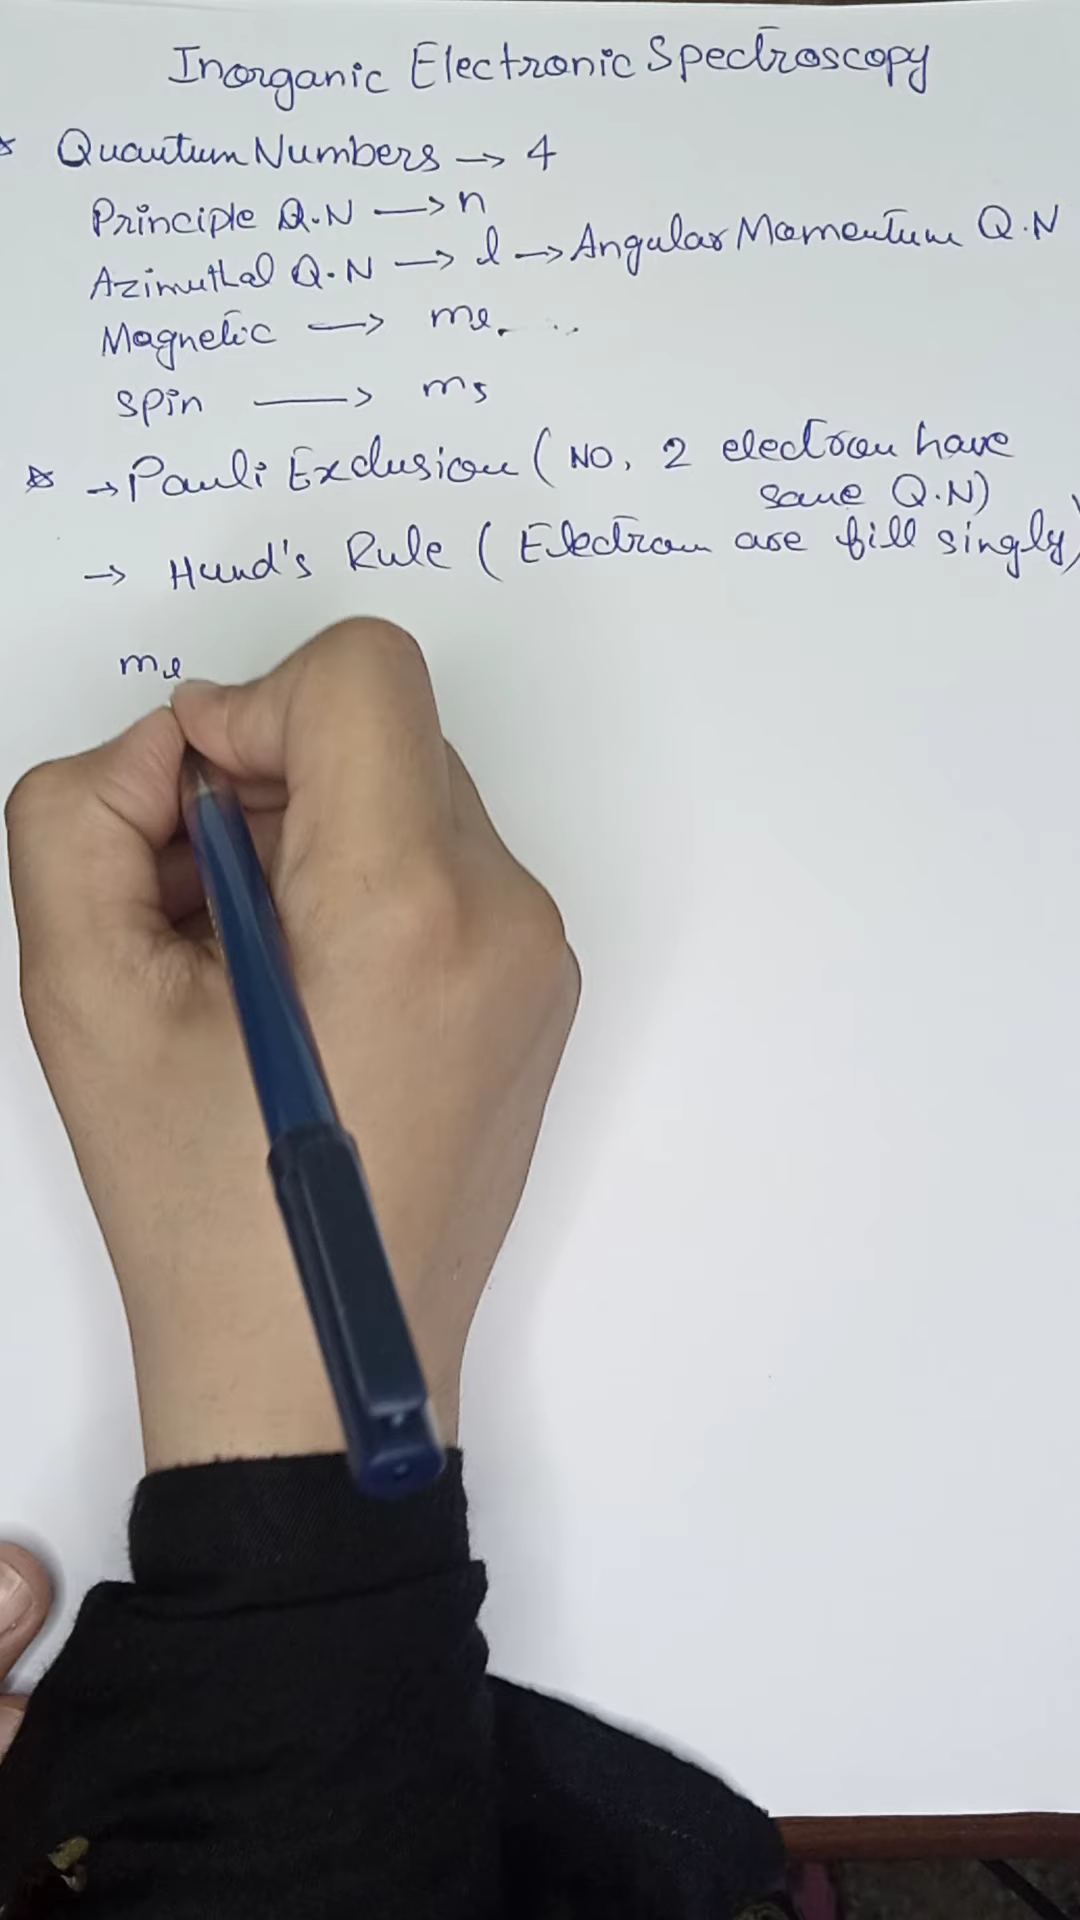 Inorganic Electronic Spectroscopy
Quantum Numbers → 4
Principle Q.N → n
Azimuthal Q.N → l → Angular Momentum Q.N
Magnetic → ml
Spin → ms
→ Pauli Exclusion (NO. 2 electron have
same Q.N)
→ Hund's Rule (Electron are fill singly)
ml